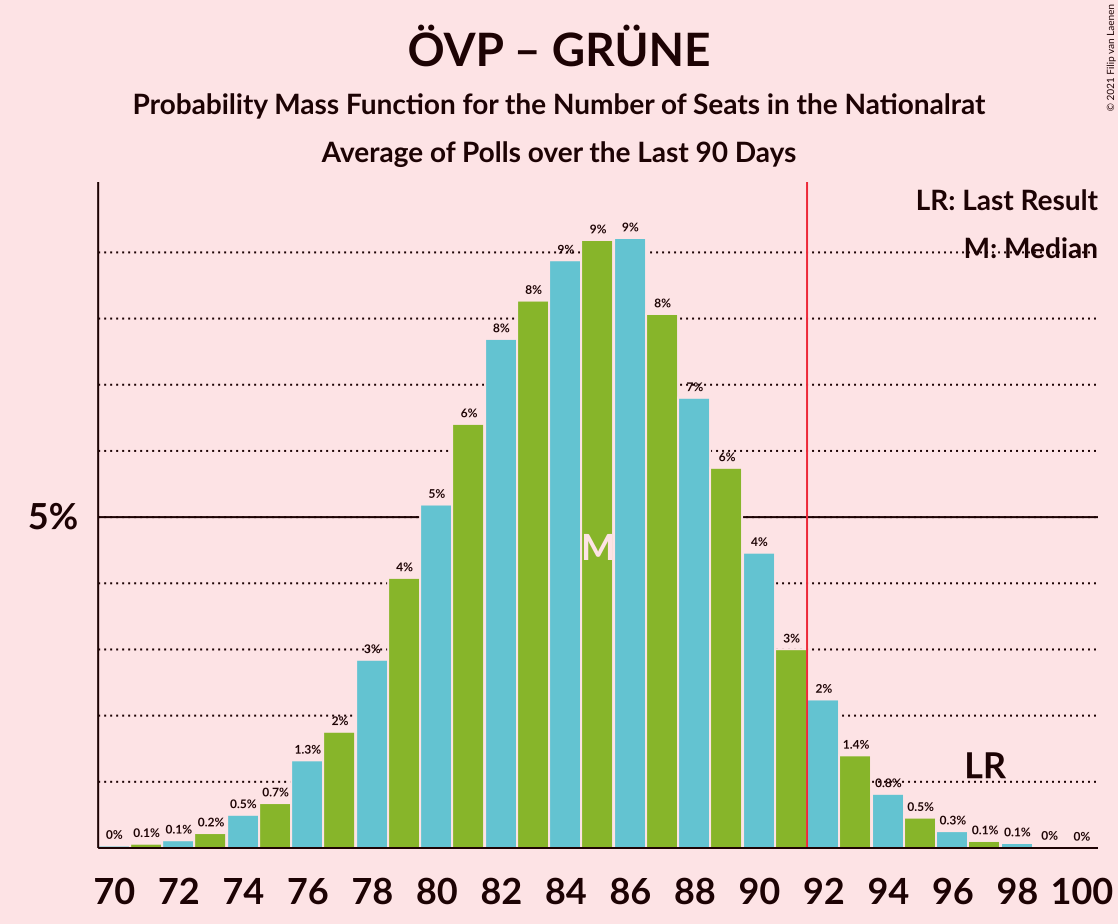 ÖVP – GRÜNE
Probability Mass Function for the Number of Seats in the Nationalrat
Average of Polls over the Last 90 Days
© 2021 Filip van Laenen
LR: Last Result
M: Median
5%
0% 0.1% 0.1% 0.2% 0.5% 0.7% 1.3% 2% 3% 4% 5% 6% 8% 8% 9% 9% 9% 8% 7% 6% 4% 3% 2% 1.4% 0.8% 0.5% 0.3% 0.1% 0.1% 0% 0%
M
LR
70 72 74 76 78 80 82 84 86 88 90 92 94 96 98 100